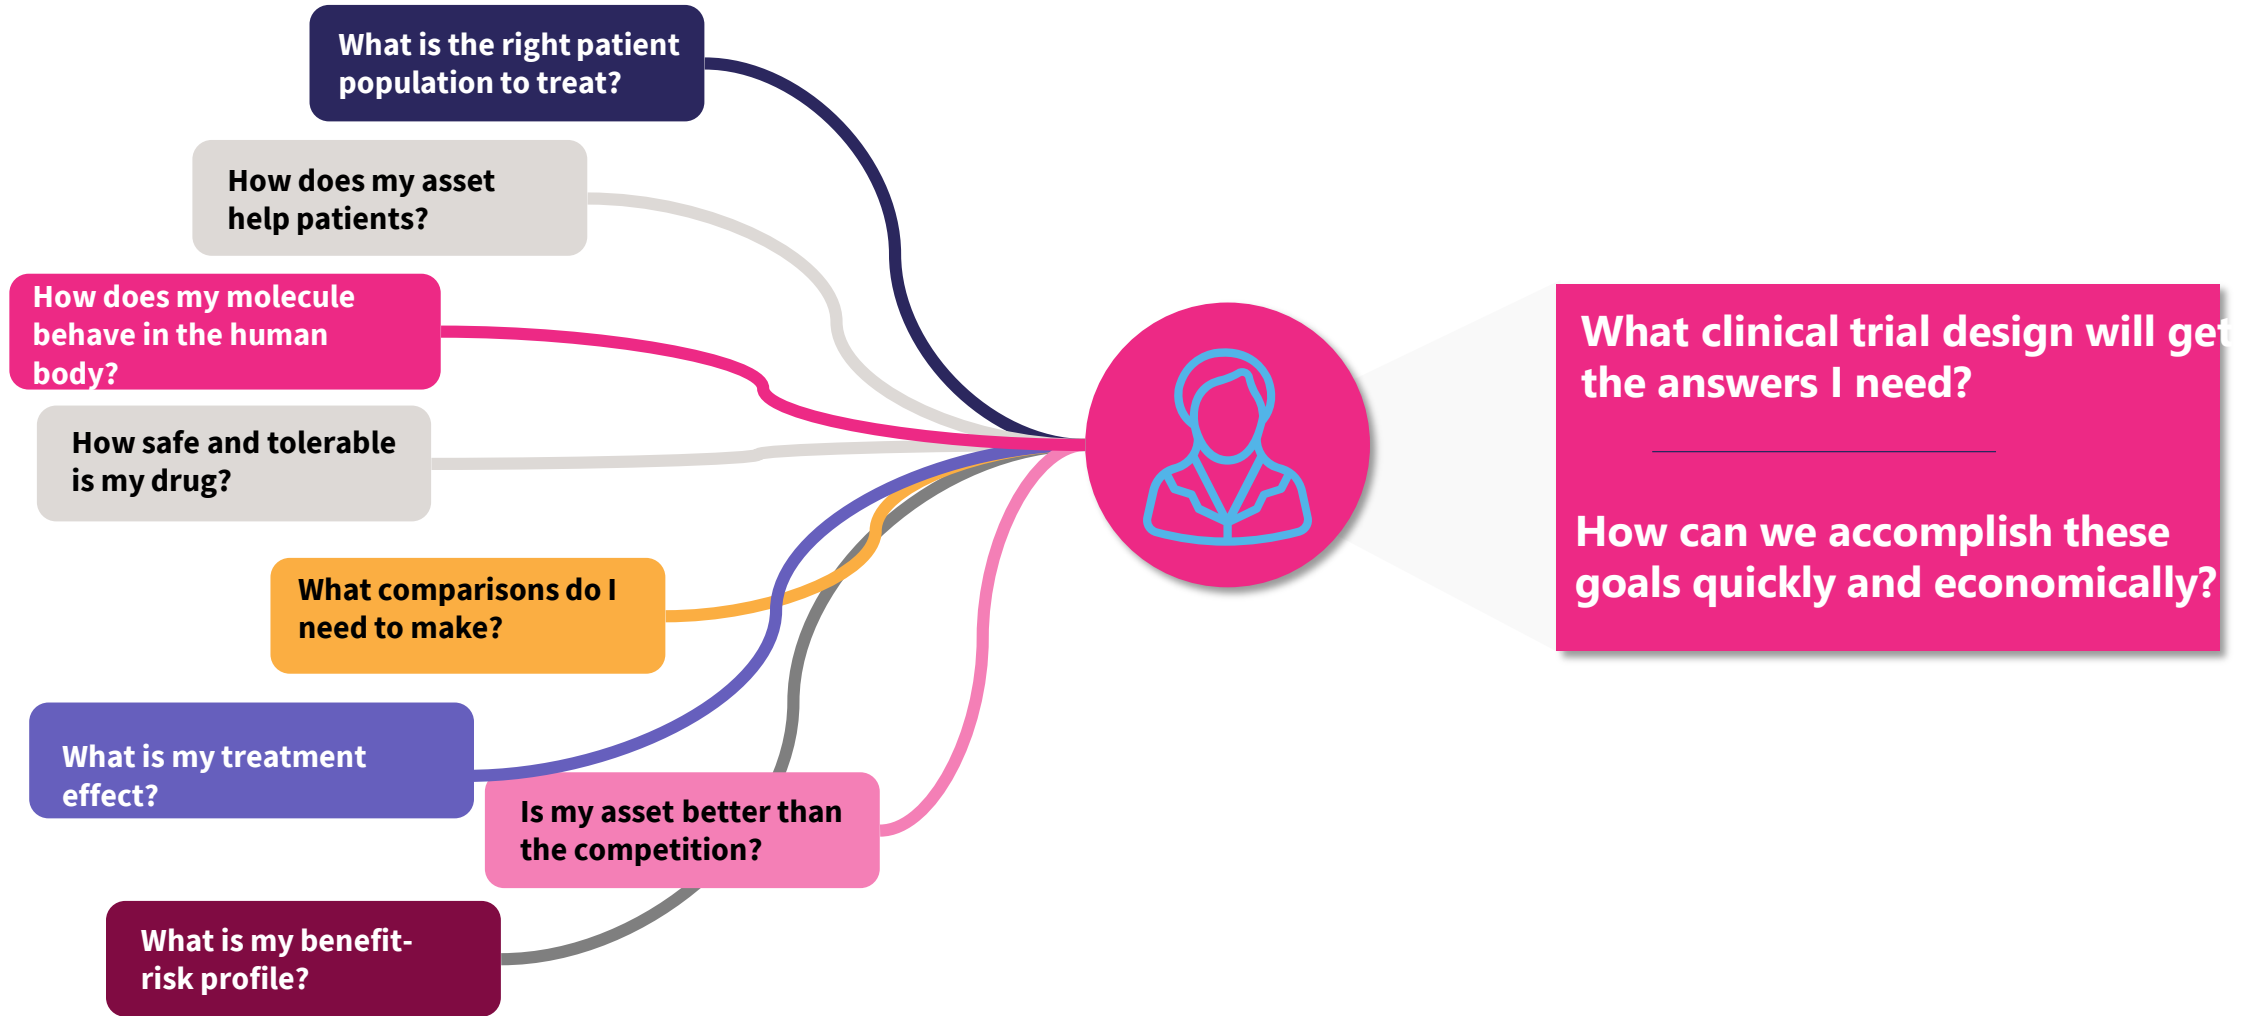 What is the right patient
population to treat?
How does my asset
help patients?
How does my molecule
behave in the human
body?
How safe and tolerable
is my drug?
What comparisons do I
need to make?
What is my treatment
effect?
Is my asset better than
the competition?
What is my benefit-
risk profile?
What clinical trial design will get
the answers I need?
How can we accomplish these
goals quickly and economically?